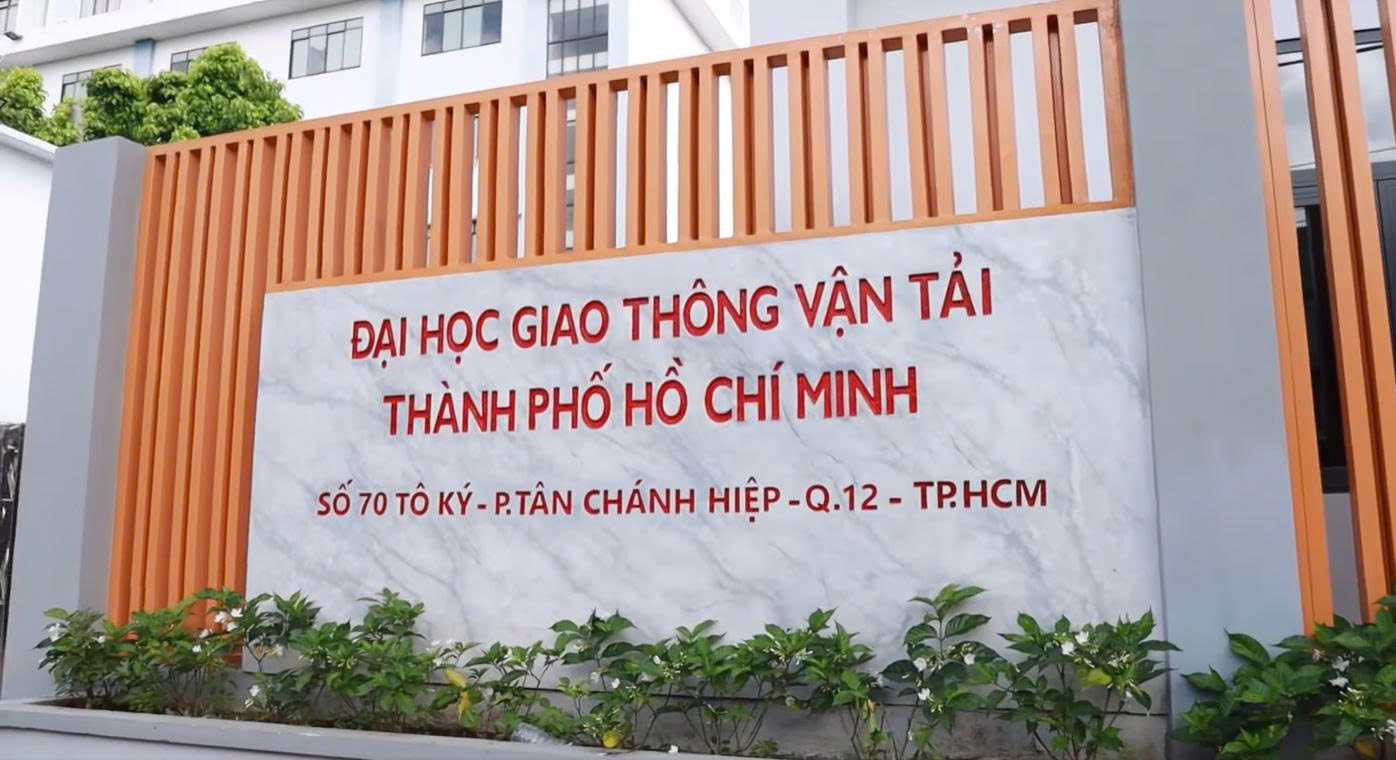 ĐẠI HỌC GIAO THÔNG VẬN TẢI
THÀNH PHỐ HỒ CHÍ MINH
SỐ 70 TÔ KÝ - P.TÂN CHÁNH HIỆP - Q.12 - TP.HCM